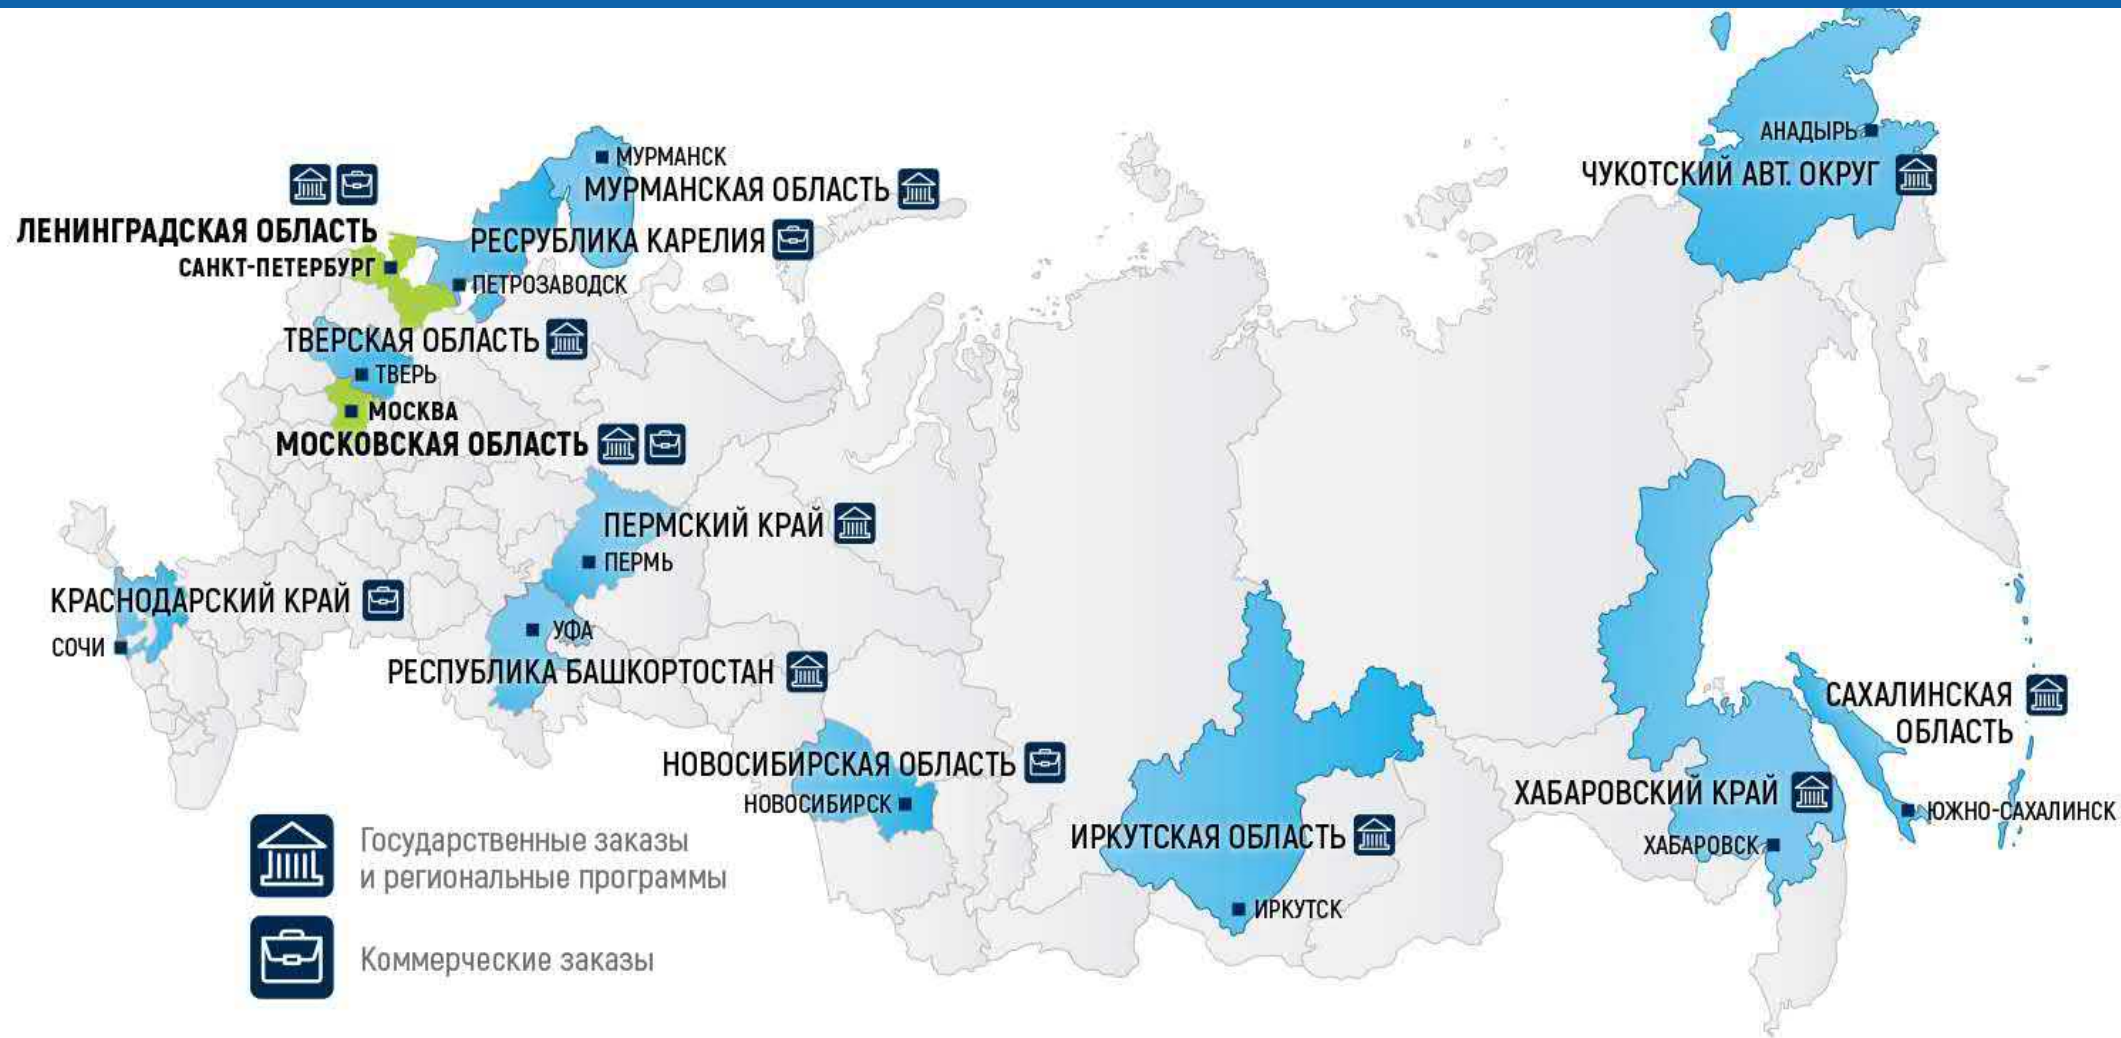 АНАДЫРЬ
ЧУКОТСКИЙ АВТ. ОКРУГ
МУРМАНСК
МУРМАНСКАЯ ОБЛАСТЬ
ЛЕНИНГРАДСКАЯ ОБЛАСТЬ
САНКТ-ПЕТЕРБУРГ
РЕСРУБЛИКА КАРЕЛИЯ
ПЕТРОЗАВОДСК
ТВЕРСКАЯ ОБЛАСТЬ
ТВЕРЬ
МОСКВА
МОСКОВСКАЯ ОБЛАСТЬ
ПЕРМСКИЙ КРАЙ
ПЕРМЬ
КРАСНОДАРСКИЙ КРАЙ
СОЧИ
УФА
РЕСПУБЛИКА БАШКОРТОСТАН
НОВОСИБИРСКАЯ ОБЛАСТЬ
НОВОСИБИРСК
ИРКУТСКАЯ ОБЛАСТЬ
ИРКУТСК
САХАЛИНСКАЯ
ОБЛАСТЬ
ЮЖНО-САХАЛИНСК
ХАБАРОВСКИЙ КРАЙ
ХАБАРОВСК
Государственные заказы
и региональные программы
Коммерческие заказы